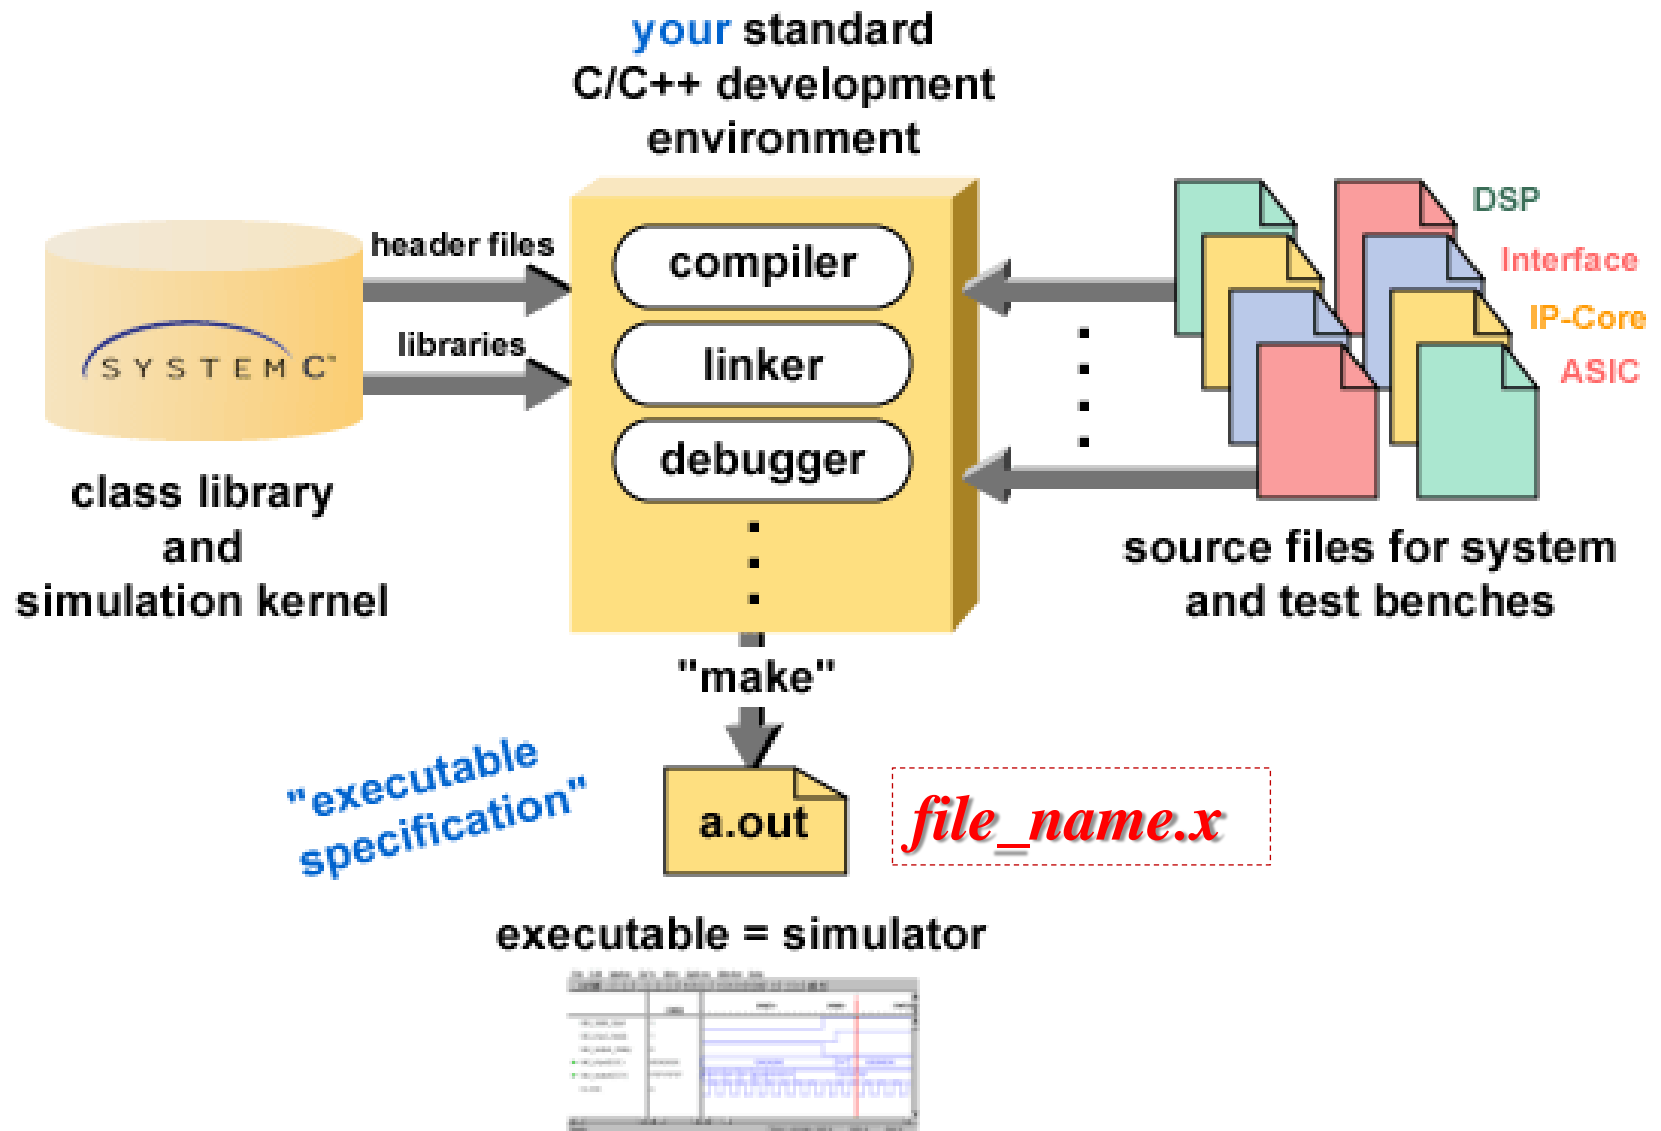 your standard
C/C++ development
environment
header files
libraries
SYSTEMC™
class library
and
simulation kernel
compiler
linker
debugger
DSP
Interface
IP-Core
ASIC
source files for system
and test benches
"make"
"executable
specification"
a.out
file_name.x
executable = simulator